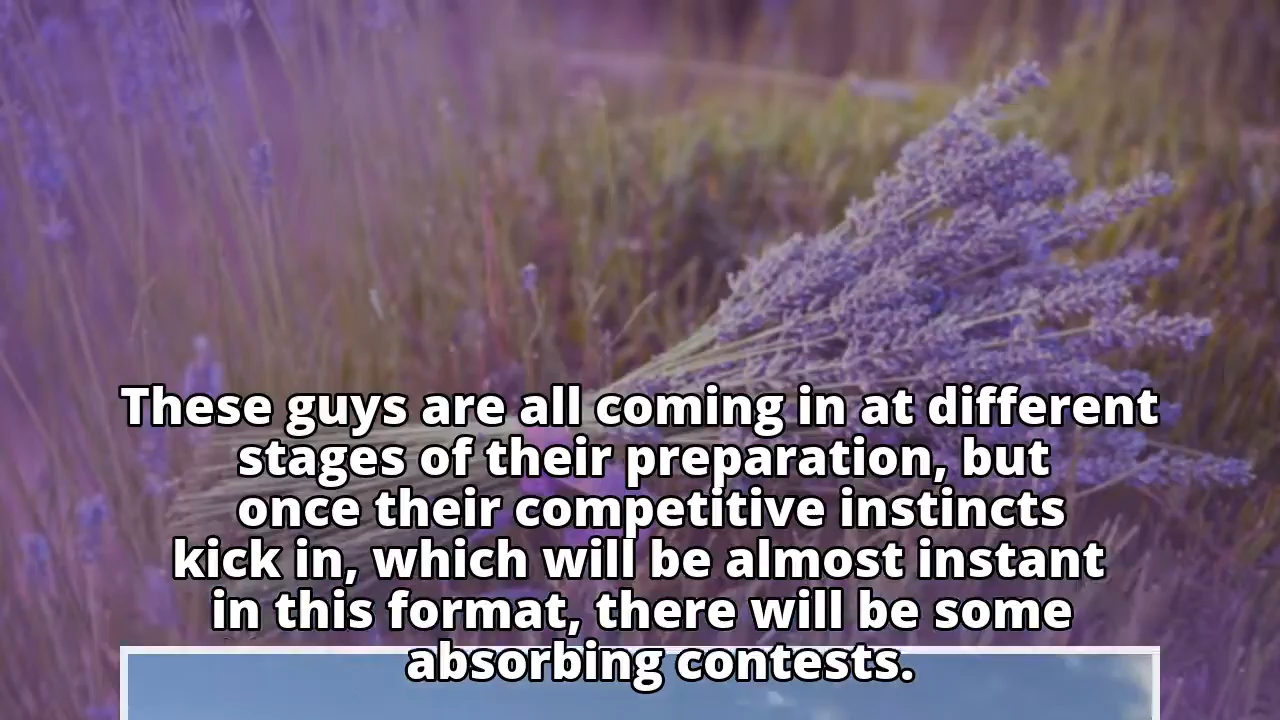 These guys are all coming in at different
stages of their preparation, but
once their competitive instincts
kick in, which will be almost instant
in this format, there will be some
absorbing contests.